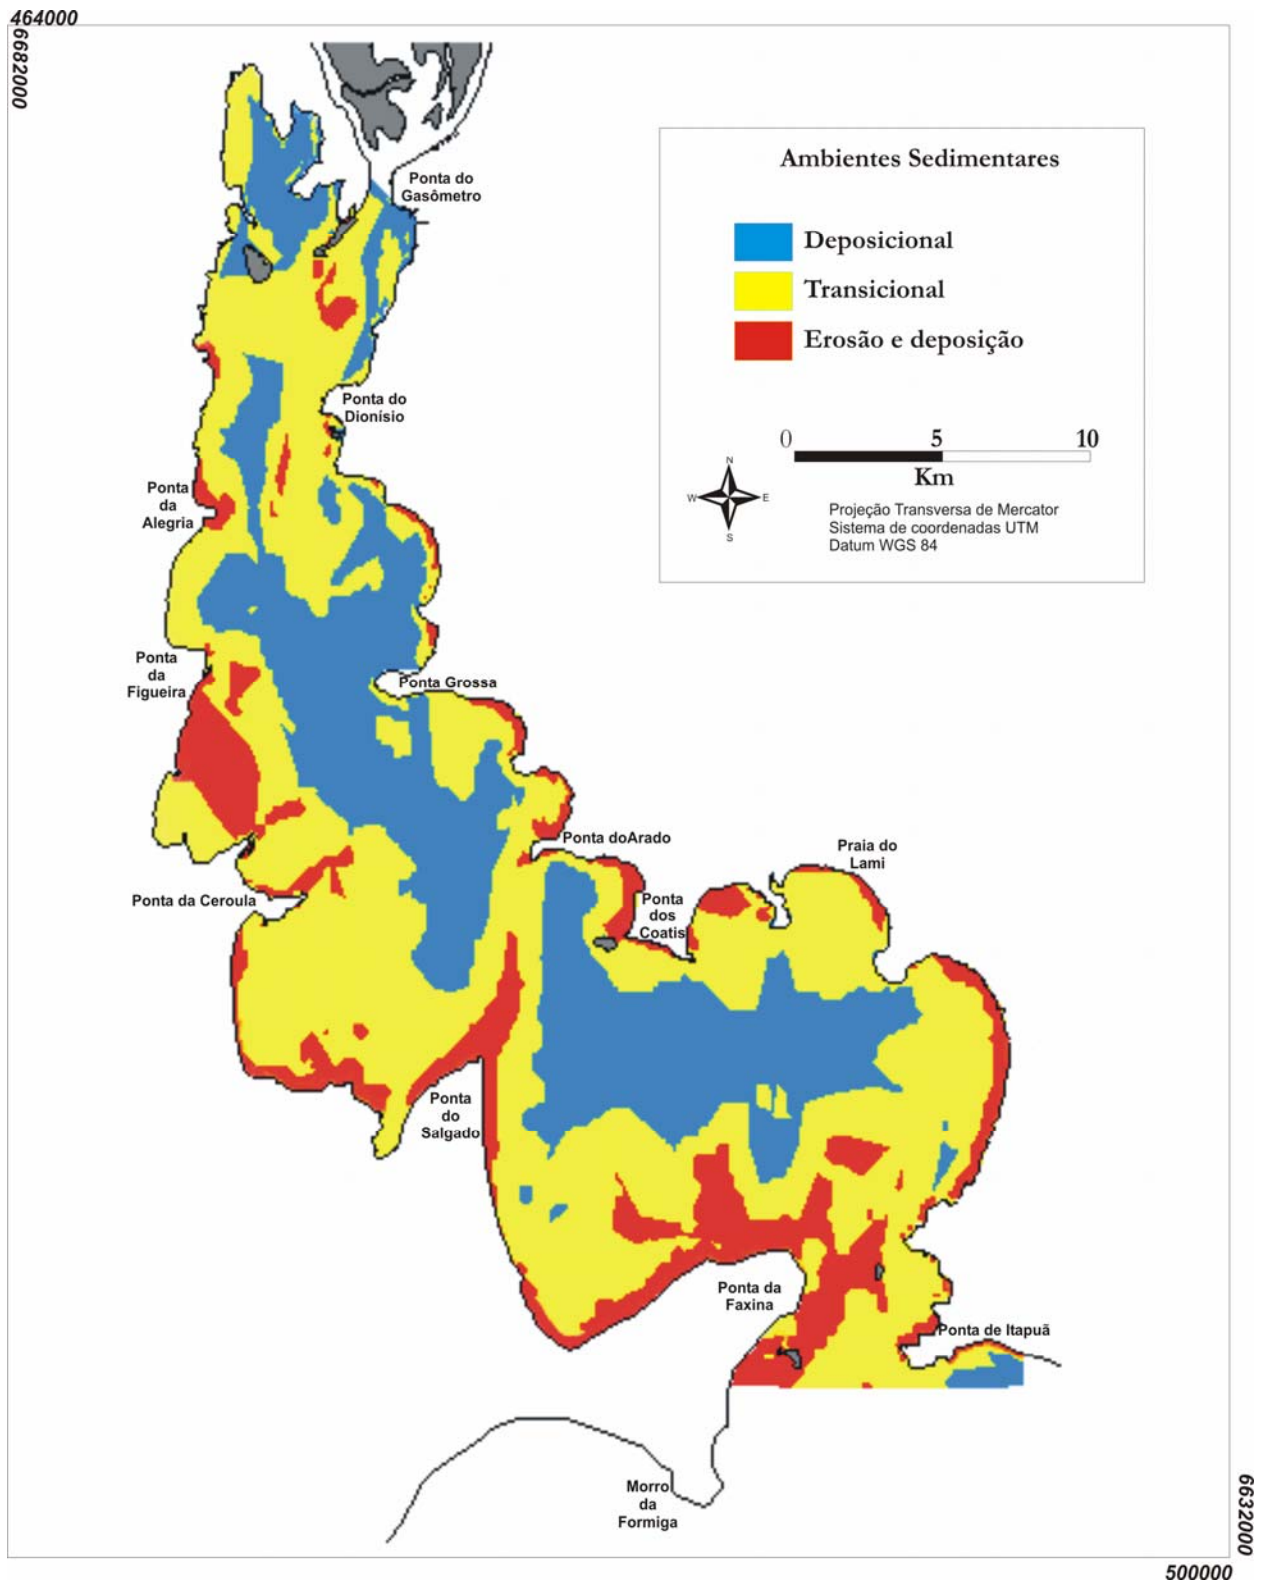 464000
6682000
Ponta do
Gasômetro
Ambientes Sedimentares
Deposicional
Transicional
Erosão e deposição
0 5 10
Km
N
W E
S
Projeção Transversa de Mercator
Sistema de coordenadas UTM
Datum WGS 84
Ponta do
Dionísio
Ponta
da
Alegria
Ponta
da
Figueira
Ponta Grossa
Ponta doArado
Praia do
Lami
Ponta da Ceroula
Ponta
dos
Coatis
Ponta
do
Salgado
Ponta da
Faxina
Ponta de Itapuã
Morro
da
Formiga
6632000
500000